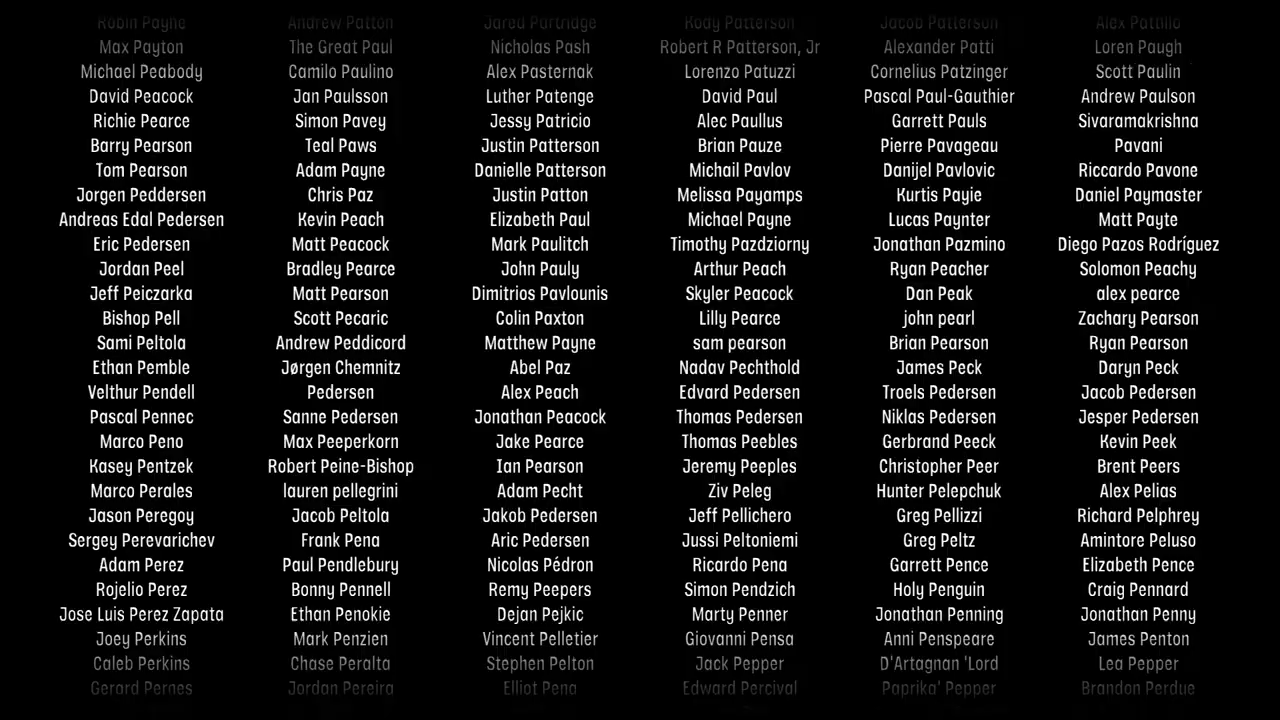 Robin Payne Andrew Patton Jared Partridge Rody Patterson Jacob Patterson Alex Pattillo
Max Payton The Great Paul Nicholas Pash Robert R Patterson, Jr Alexander Patti Loren Paugh
Michael Peabody Camilo Paulino Alex Pasternak Lorenzo Patuzzi Cornelius Patzinger Scott Paulin
David Peacock Jan Paulsson Luther Patenge David Paul Pascal Paul-Gauthier Andrew Paulson
Richie Pearce Simon Pavey Jessy Patricio Alec Paullus Garrett Pauls Sivaramakrishna
Barry Pearson Teal Paws Justin Patterson Brian Pauze Pierre Pavageau Pavani
Tom Pearson Adam Payne Danielle Patterson Michail Pavlov Danijel Pavlovic Riccardo Pavone
Jorgen Peddersen Chris Paz Justin Patton Melissa Payamps Kurtis Payie Daniel Paymaster
Andreas Edal Pedersen Kevin Peach Elizabeth Paul Michael Payne Lucas Paynter Matt Payte
Eric Pedersen Matt Peacock Mark Paulitch Timothy Pazdziorny Jonathan Pazmino Diego Pazos Rodríguez
Jordan Peel Bradley Pearce John Pauly Arthur Peach Ryan Peacher Solomon Peachy
Jeff Peiczarka Matt Pearson Dimitrios Pavlounis Skyler Peacock Dan Peak alex pearce
Bishop Pell Scott Pecaric Colin Paxton Lilly Pearce john pearl Zachary Pearson
Sami Peltola Andrew Peddicord Matthew Payne sam pearson Brian Pearson Ryan Pearson
Ethan Pemble Jørgen Chemnitz Abel Paz Nadav Pechthold James Peck Daryn Peck
Velthur Pendell Pedersen Alex Peach Edvard Pedersen Troels Pedersen Jacob Pedersen
Pascal Pennec Sanne Pedersen Jonathan Peacock Thomas Pedersen Niklas Pedersen Jesper Pedersen
Marco Peno Max Peeperkorn Jake Pearce Thomas Peebles Gerbrand Peeck Kevin Peek
Kasey Pentzek Robert Peine-Bishop Ian Pearson Jeremy Peeples Christopher Peer Brent Peers
Marco Perales lauren pellegrini Adam Pecht Ziv Peleg Hunter Pelepchuk Alex Pelias
Jason Peregoy Jacob Peltola Jakob Pedersen Jeff Pellichero Greg Pellizzi Richard Pelphrey
Sergey Perevarichev Frank Pena Aric Pedersen Jussi Peltoniemi Greg Peltz Amintore Peluso
Adam Perez Paul Pendlebury Nicolas Pédron Ricardo Pena Garrett Pence Elizabeth Pence
Rojelio Perez Bonny Pennell Remy Peepers Simon Pendzich Holy Penguin Craig Pennard
Jose Luis Perez Zapata Ethan Penokie Dejan Pejkic Marty Penner Jonathan Penning Jonathan Penny
Joey Perkins Mark Penzien Vincent Pelletier Giovanni Pensa Anni Penspeare James Penton
Caleb Perkins Chase Peralta Stephen Pelton Jack Pepper D'Artagnan 'Lord Lea Pepper
Gerard Pernes Jordan Pereira Elliot Pena Edward Percival Paprika' Pepper Brandon Perdue